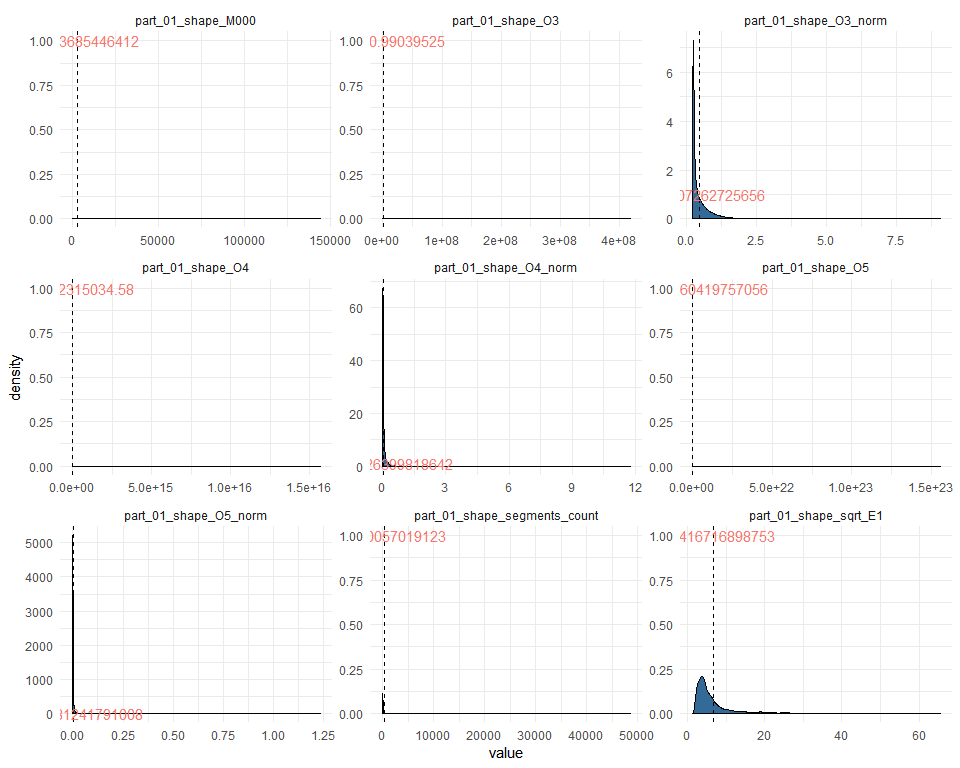 part_01_shape_M000 part_01_shape_O3 part_01_shape_O3_norm
1.00 3685446412 1.00 0.99039525
0.75 0.75 6
0.50 0.50 4
0.25 0.25 2 07262725656
0.00 0.00 0
0 50000 100000 150000 0e+00 1e+08 2e+08 3e+08 4e+08 0.0 2.5 5.0 7.5
part_01_shape_O4 part_01_shape_O4_norm part_01_shape_O5
1.00 2315034.58 60 1.00 60419757056
0.75 40 0.75
0.50 20 0.50
0.25 0.25
0.00 0 26399818642 0.00
0.0e+00 5.0e+15 1.0e+16 1.5e+16 0 3 6 9 12 0.0e+00 5.0e+22 1.0e+23 1.5e+23
density
part_01_shape_O5_norm part_01_shape_segments_count part_01_shape_sqrt_E1
5000 1.00 0057019123 1.00 416716898753
4000 0.75 0.75
3000 0.50 0.50
2000 0.25 0.25
1000
0 31241791008 0.00 0.00
0.00 0.25 0.50 0.75 1.00 1.25 0 10000 20000 30000 40000 50000 0 20 40 60
value